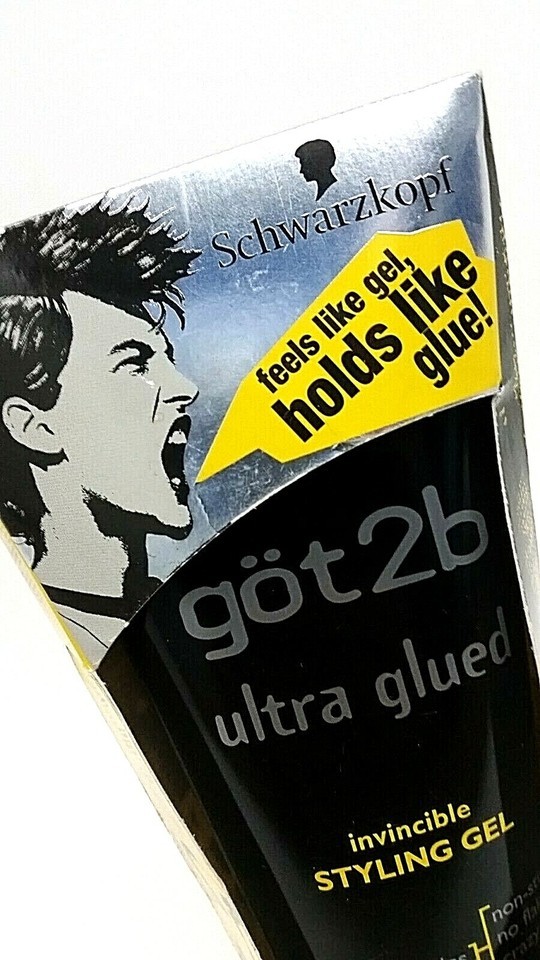 Schwarzkopf
feels like gel,
holds like
glue!
göt2b
ultra glued
invincible
STYLING GEL